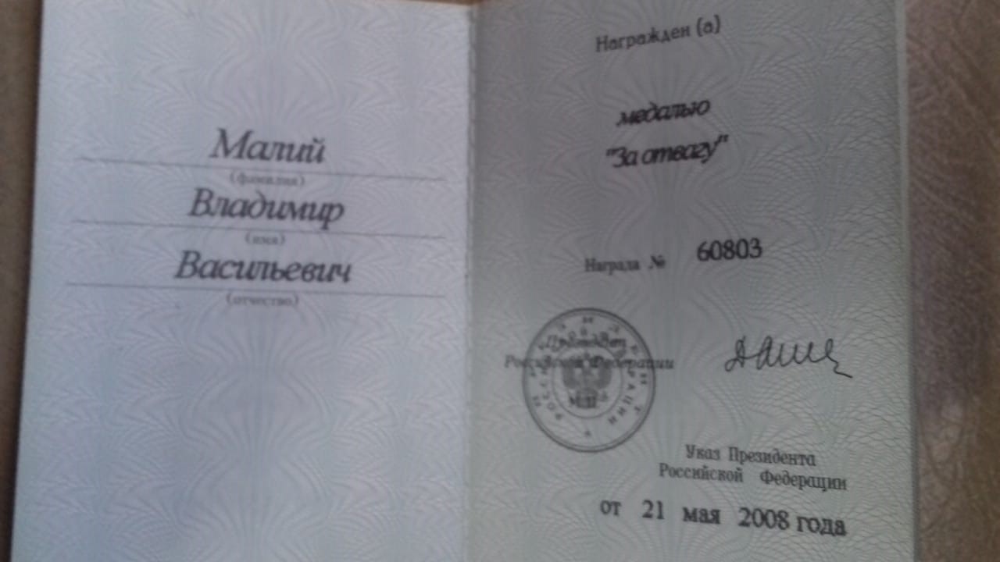 Малий
(фамилия)
Владимир
(имя)
Васильевич
(отчество)
Награжден (а)
медалью
"За отвагу"
Награда № 60803
Президент
Российской Федерации
М.П.
Указ Президента
Российской Федерации
от 21 мая 2008 года